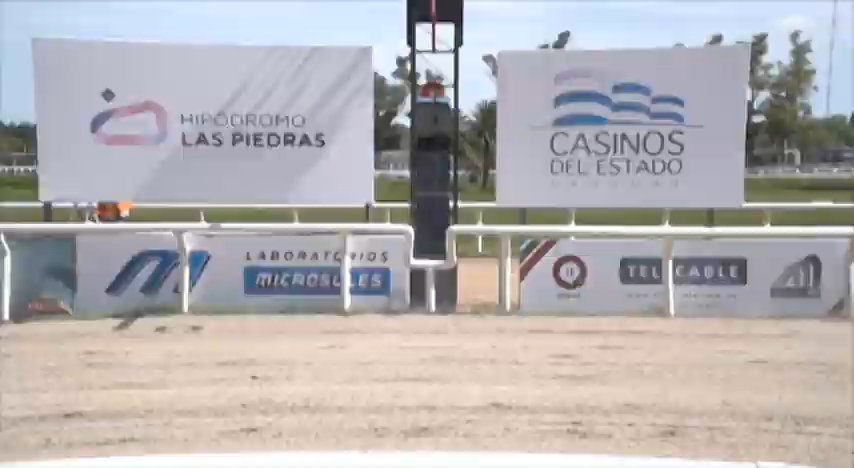 HIPÓDROMO
LAS PIEDRAS
CASINOS
DEL ESTADO
LABORATORIOS
MICROSULES
TELECABLE